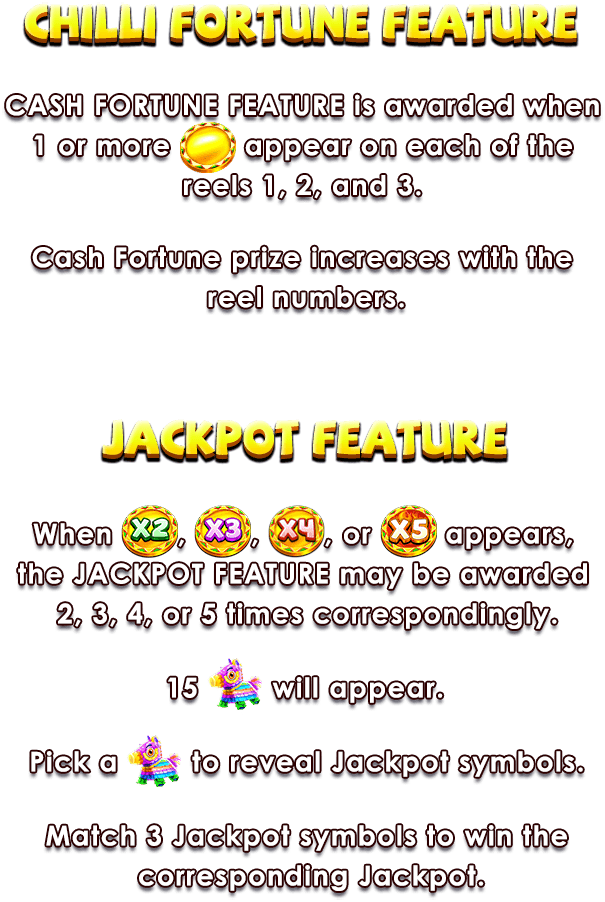 CHILLI FORTUNE FEATURE
CASH FORTUNE FEATURE is awarded when
1 or more appear on each of the
reels 1, 2, and 3.
Cash Fortune prize increases with the
reel numbers.
JACKPOT FEATURE
When X2, X3, X4, or X5 appears,
the JACKPOT FEATURE may be awarded
2, 3, 4, or 5 times correspondingly.
15 will appear.
Pick a to reveal Jackpot symbols.
Match 3 Jackpot symbols to win the
corresponding Jackpot.